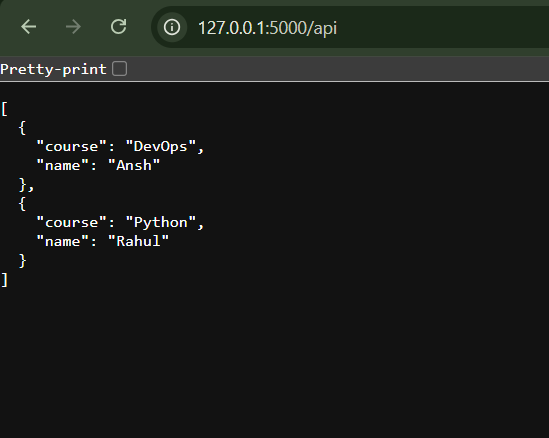 127.0.0.1:5000/api
Pretty-print
[
  {
    "course": "DevOps",
    "name": "Ansh"
  },
  {
    "course": "Python",
    "name": "Rahul"
  }
]